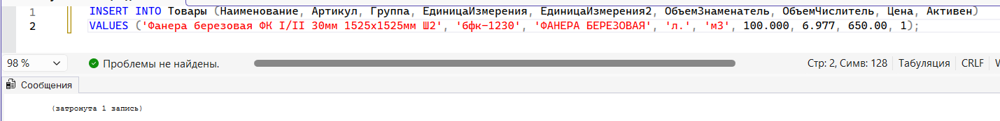 1 INSERT INTO Товары (Наименование, Артикул, Группа, ЕдиницаИзмерения, ЕдиницаИзмерения2, ОбъемЗнаменатель, ОбъемЧислитель, Цена, Активен)
2 VALUES ('Фанера березовая ФК I/II 30мм 1525х1525мм Ш2', 'бфк-1230', 'ФАНЕРА БЕРЕЗОВАЯ', 'л.', 'м3', 100.000, 6.977, 650.00, 1);
98 % Проблемы не найдены. Стр: 2, Симв: 128 Табуляция CRLF
Сообщения
(затронута 1 запись)